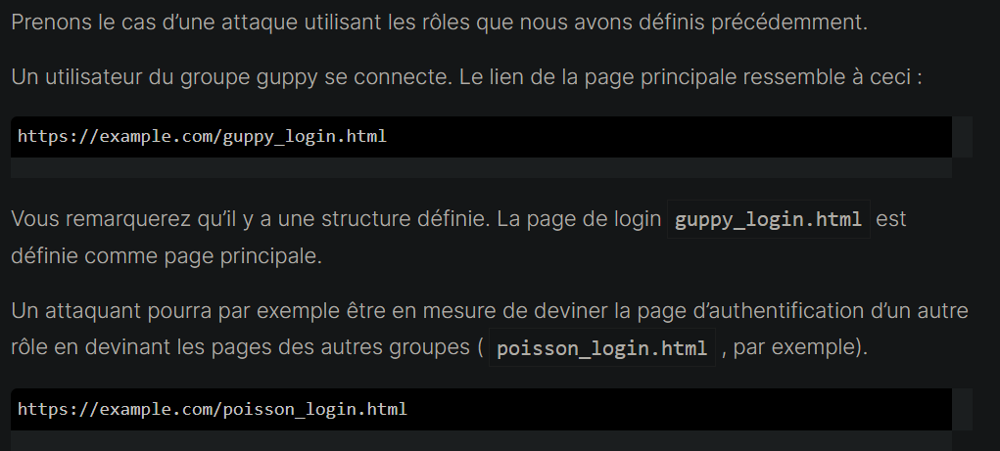 Prenons le cas d’une attaque utilisant les rôles que nous avons définis précédemment.
Un utilisateur du groupe guppy se connecte. Le lien de la page principale ressemble à ceci :
https://example.com/guppy_login.html
Vous remarquerez qu’il y a une structure définie. La page de login guppy_login.html est
définie comme page principale.
Un attaquant pourra par exemple être en mesure de deviner la page d’authentification d’un autre
rôle en devinant les pages des autres groupes ( poisson_login.html , par exemple).
https://example.com/poisson_login.html